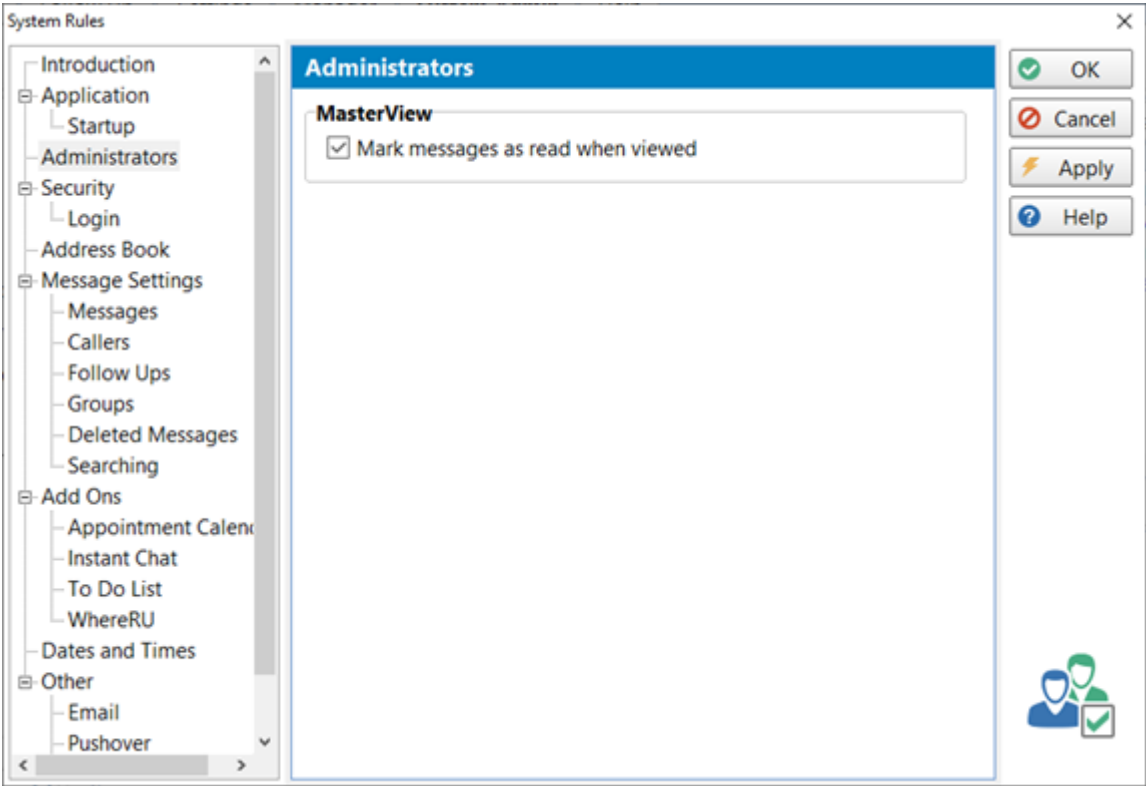 System Rules
Introduction
Application
Startup
Administrators
Security
Login
Address Book
Message Settings
Messages
Callers
Follow Ups
Groups
Deleted Messages
Searching
Add Ons
Appointment Calend
Instant Chat
To Do List
WhereRU
Dates and Times
Other
Email
Pushover
Administrators
MasterView
Mark messages as read when viewed
OK
Cancel
Apply
Help